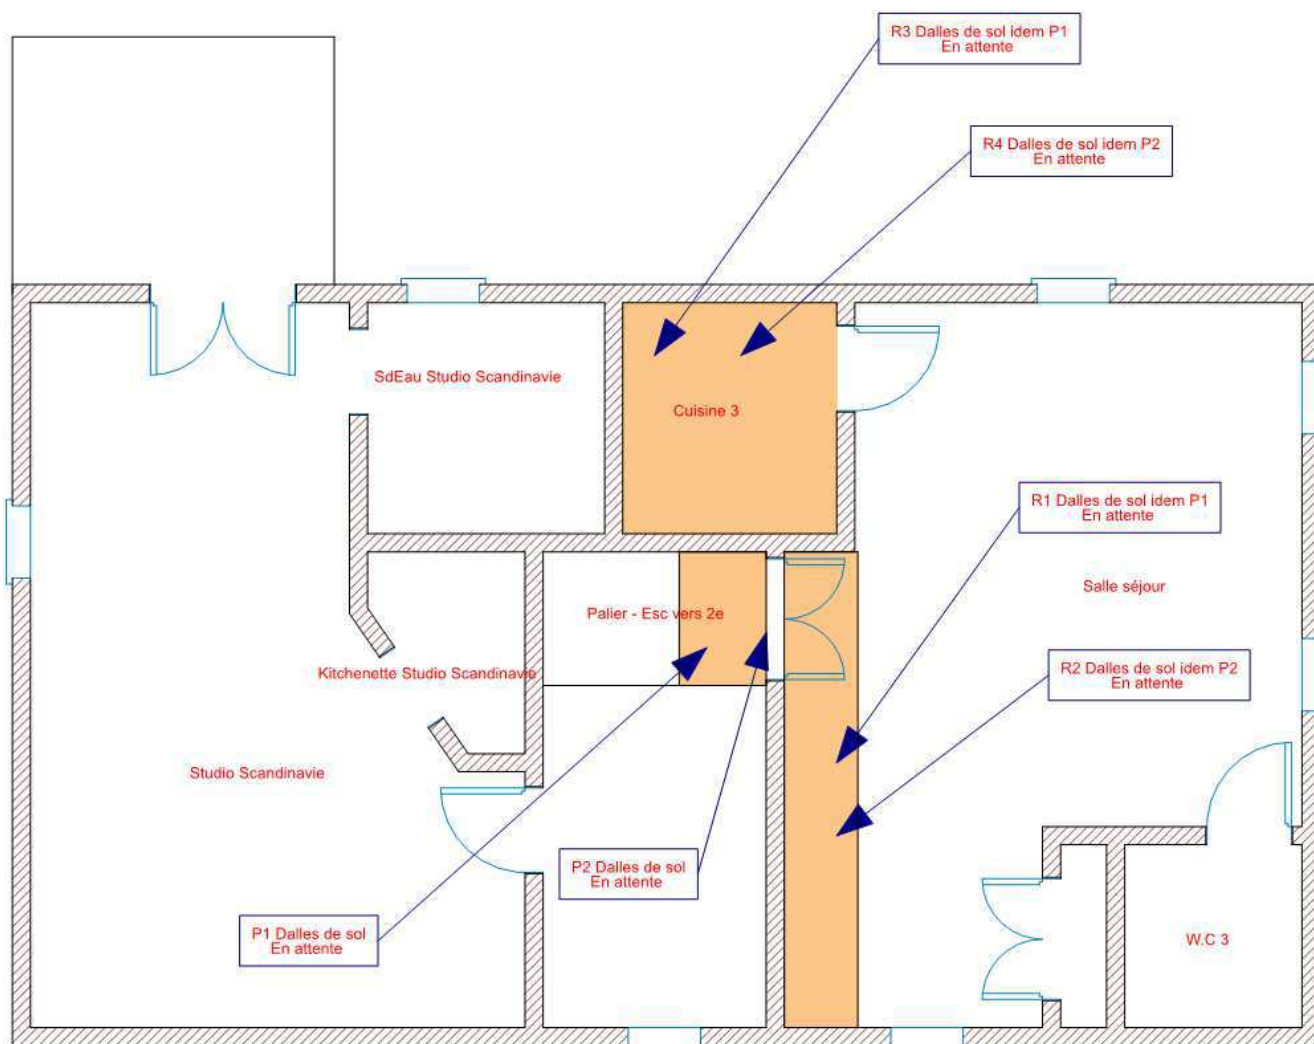 R3 Dalles de sol idem P1
En attente
R4 Dalles de sol idem P2
En attente
SdEau Studio Scandinavie
Cuisine 3
R1 Dalles de sol idem P1
En attente
Salle séjour
Palier - Esc vers 2e
Kitchenette Studio Scandinavie
R2 Dalles de sol idem P2
En attente
Studio Scandinavie
P2 Dalles de sol
En attente
P1 Dalles de sol
En attente
W.C 3